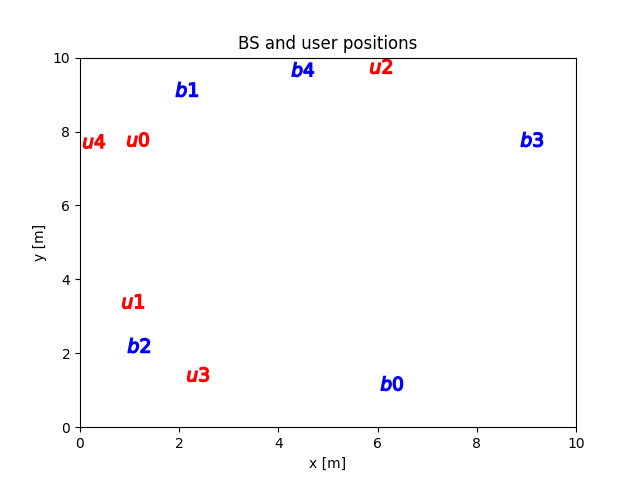 BS and user positions
10
b4 u2
b1
8
u4 u0 b3
6
y [m]
4
u1
2
b2
u3 b0
0
0 2 4 6 8 10
x [m]